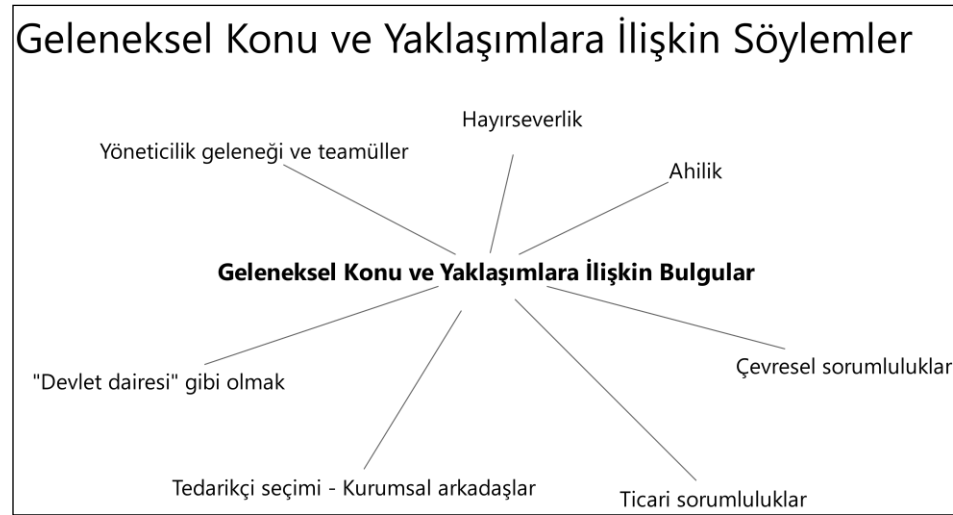 Geleneksel Konu ve Yaklaşımlara İlişkin Söylemler
Hayırseverlik
Yöneticilik geleneği ve teamüller
Ahilik
Geleneksel Konu ve Yaklaşımlara İlişkin Bulgular
Çevresel sorumluluklar
"Devlet dairesi" gibi olmak
Tedarikçi seçimi - Kurumsal arkadaşlar
Ticari sorumluluklar